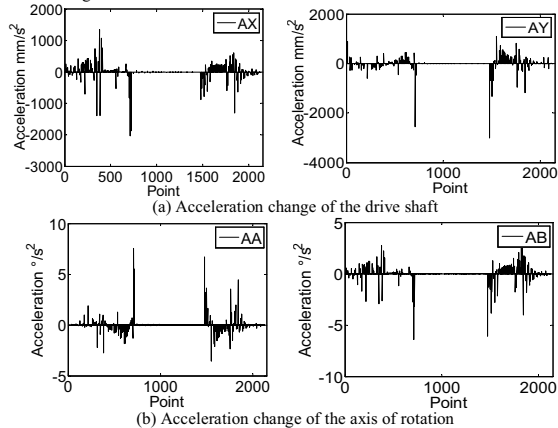 2000
1000
0
-1000
-2000
-3000
0 500 1000 1500 2000
Acceleration mm/s²
Point
AX
2000
0
-2000
-4000
0 1000 2000
Acceleration mm/s²
Point
AY
(a) Acceleration change of the drive shaft
10
5
0
-5
0 1000 2000
Acceleration °/s²
Point
AA
5
0
-5
-10
0 1000 2000
Acceleration °/s²
Point
AB
(b) Acceleration change of the axis of rotation